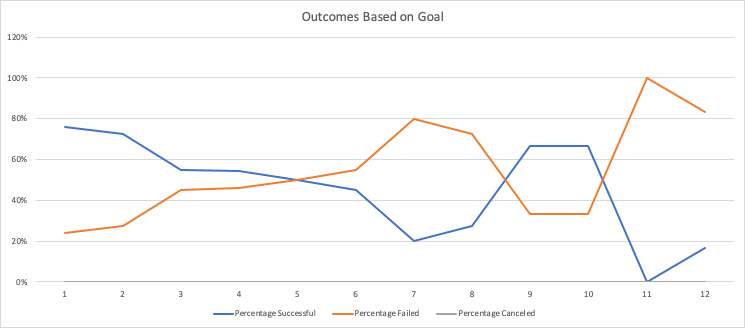 Outcomes Based on Goal
120%
100%
80%
60%
40%
20%
0%
1 2 3 4 5 6 7 8 9 10 11 12
Percentage Successful Percentage Failed Percentage Canceled